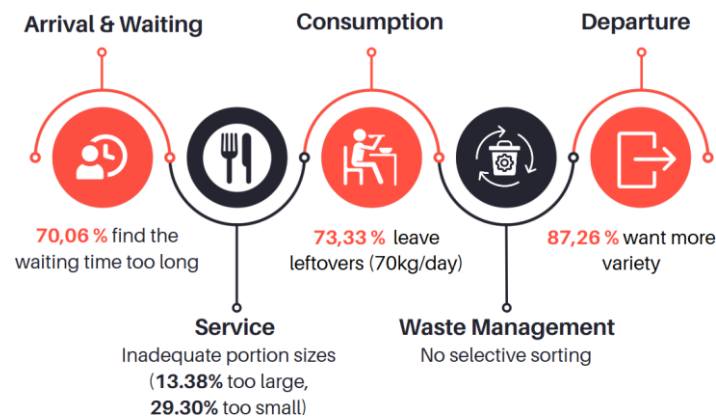 Arrival & Waiting
Consumption
Departure
70,06 % find the
waiting time too long
73,33 % leave
leftovers (70kg/day)
87,26 % want more
variety
Service
Inadequate portion sizes
(13.38% too large,
29.30% too small)
Waste Management
No selective sorting